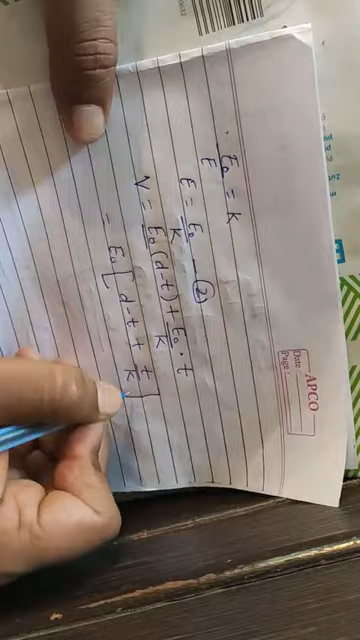 APCO
Date
Page
E₀/E = K
E = E₀/K — ②
V = E₀(d-t) + E₀/K · t
= E₀[d-t + t/K]